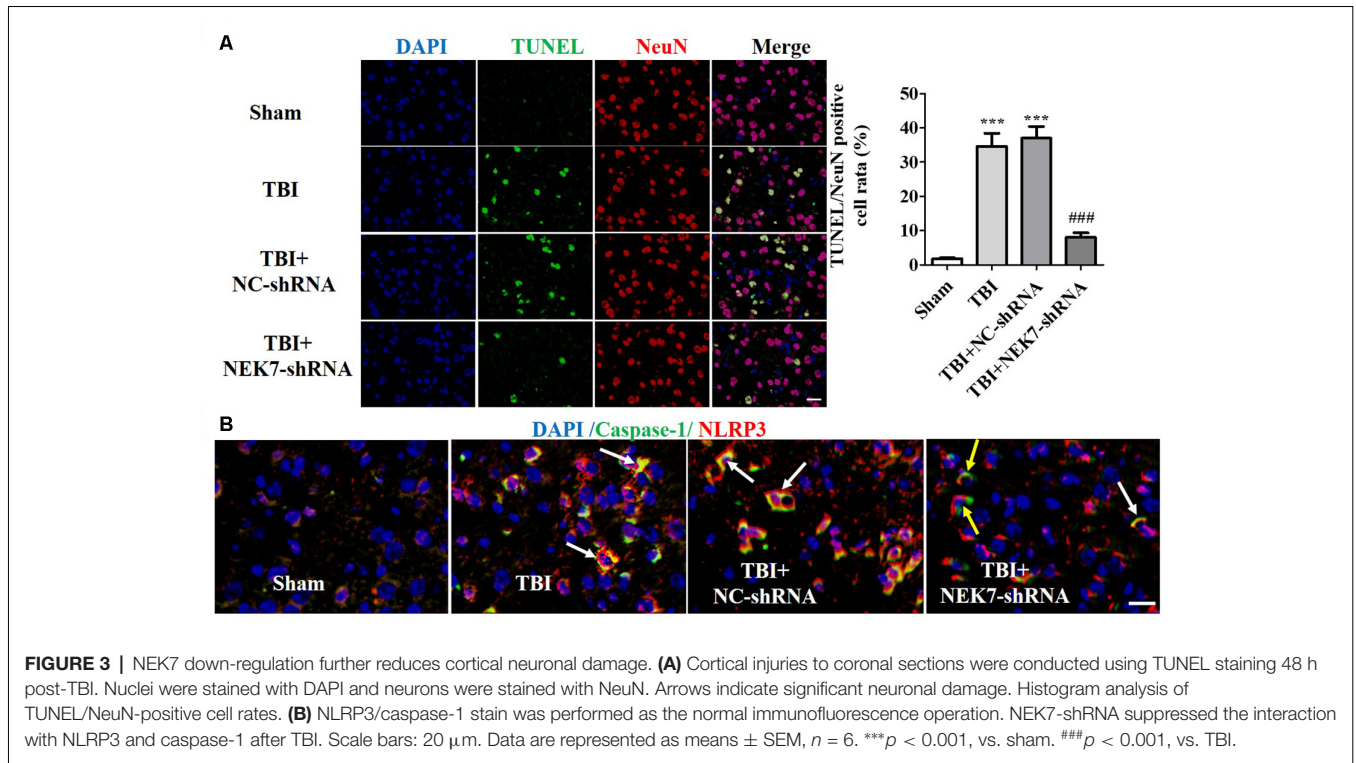 A
DAPI TUNEL NeuN Merge
Sham
TBI
TBI+
NC-shRNA
TBI+
NEK7-shRNA
TUNEL/NeuN positive
cell rata (%)
50
40
30
20
10
0
*** *** ###
Sham TBI TBI+NC-shRNA TBI+NEK7-shRNA
B
DAPI /Caspase-1/ NLRP3
Sham
TBI
TBI+
NC-shRNA
TBI+
NEK7-shRNA
FIGURE 3 | NEK7 down-regulation further reduces cortical neuronal damage. (A) Cortical injuries to coronal sections were conducted using TUNEL staining 48 h
post-TBI. Nuclei were stained with DAPI and neurons were stained with NeuN. Arrows indicate significant neuronal damage. Histogram analysis of
TUNEL/NeuN-positive cell rates. (B) NLRP3/caspase-1 stain was performed as the normal immunofluorescence operation. NEK7-shRNA suppressed the interaction
with NLRP3 and caspase-1 after TBI. Scale bars: 20 μm. Data are represented as means ± SEM, n = 6. ***p < 0.001, vs. sham. ###p < 0.001, vs. TBI.